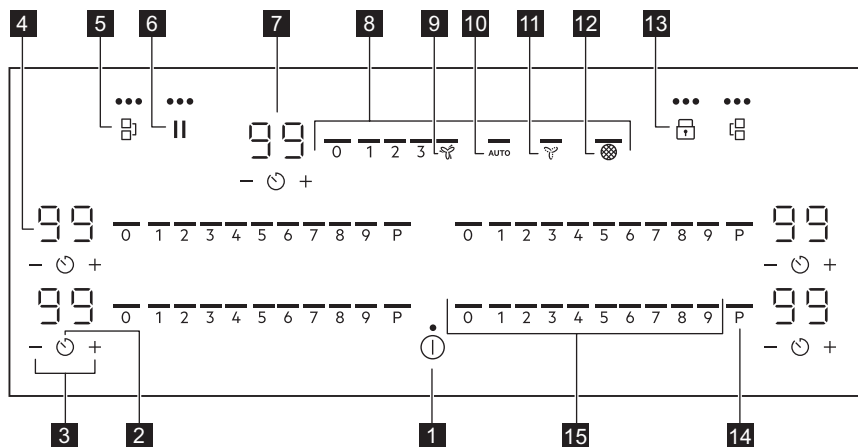 4 5 6 7 8 9 10 11 12 13
99 0 1 2 3 AUTO
− +
99 0 1 2 3 4 5 6 7 8 9 P 0 1 2 3 4 5 6 7 8 9 P 99
− + − +
99 0 1 2 3 4 5 6 7 8 9 P 0 1 2 3 4 5 6 7 8 9 P 99
− + − +
3 2 1 15 14